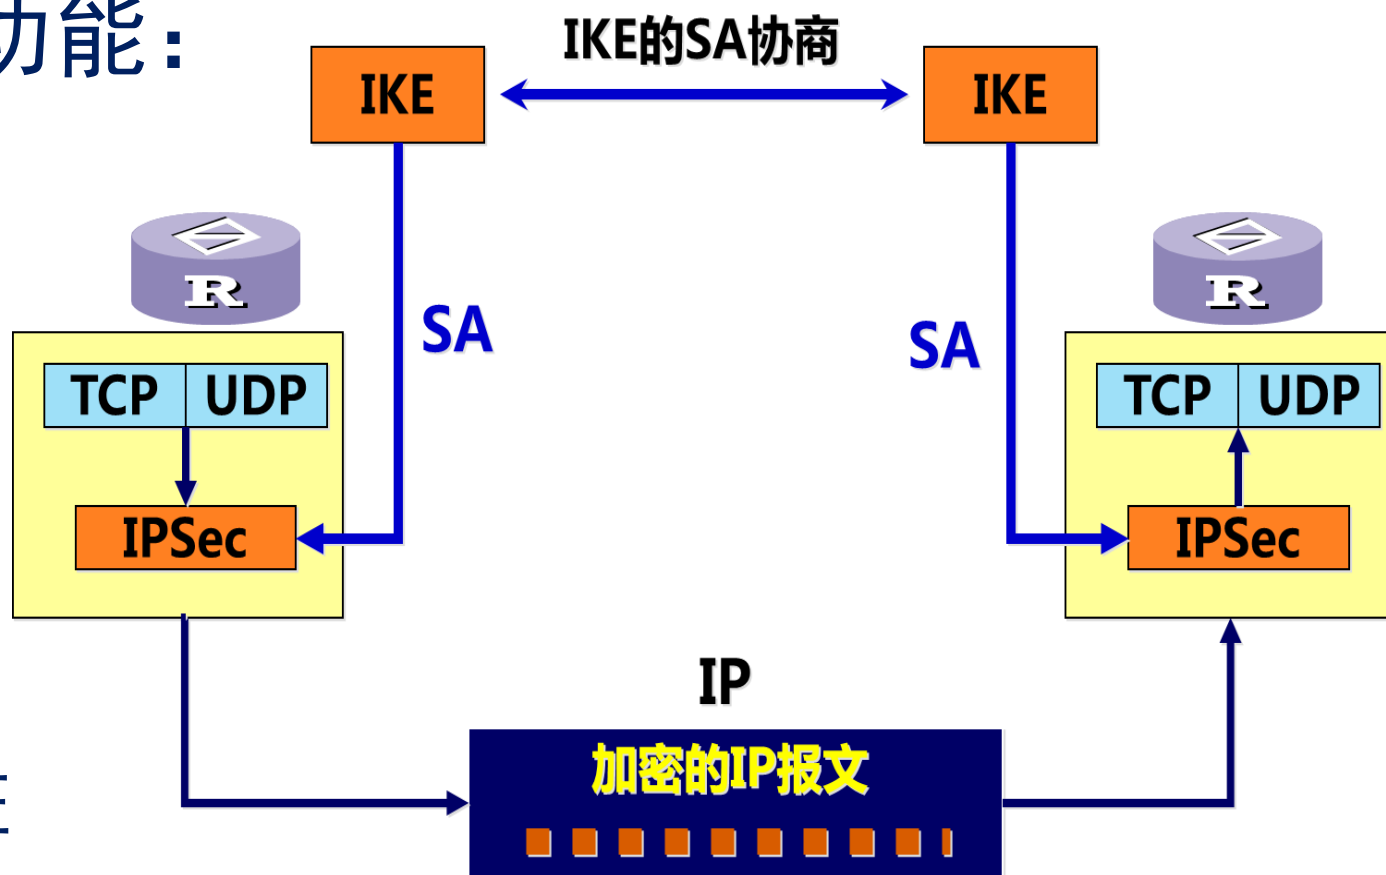 功能：
IKE的SA协商
IKE
IKE
R
R
SA
SA
TCP
UDP
TCP
UDP
IPSec
IPSec
IP
加密的IP报文